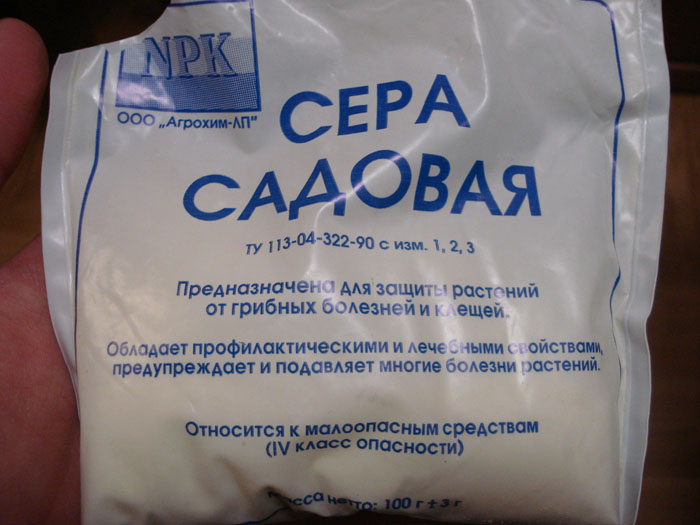 NPK
ООО „Агрохим-ЛП"
СЕРА
САДОВАЯ
ТУ 113-04-322-90 с изм. 1, 2, 3
Предназначена для защиты растений
от грибных болезней и клещей.
Обладает профилактическими и лечебными свойствами,
предупреждает и подавляет многие болезни растений.
Относится к малоопасным средствам
(IV класс опасности)
Масса нетто: 100 г ± 3 г